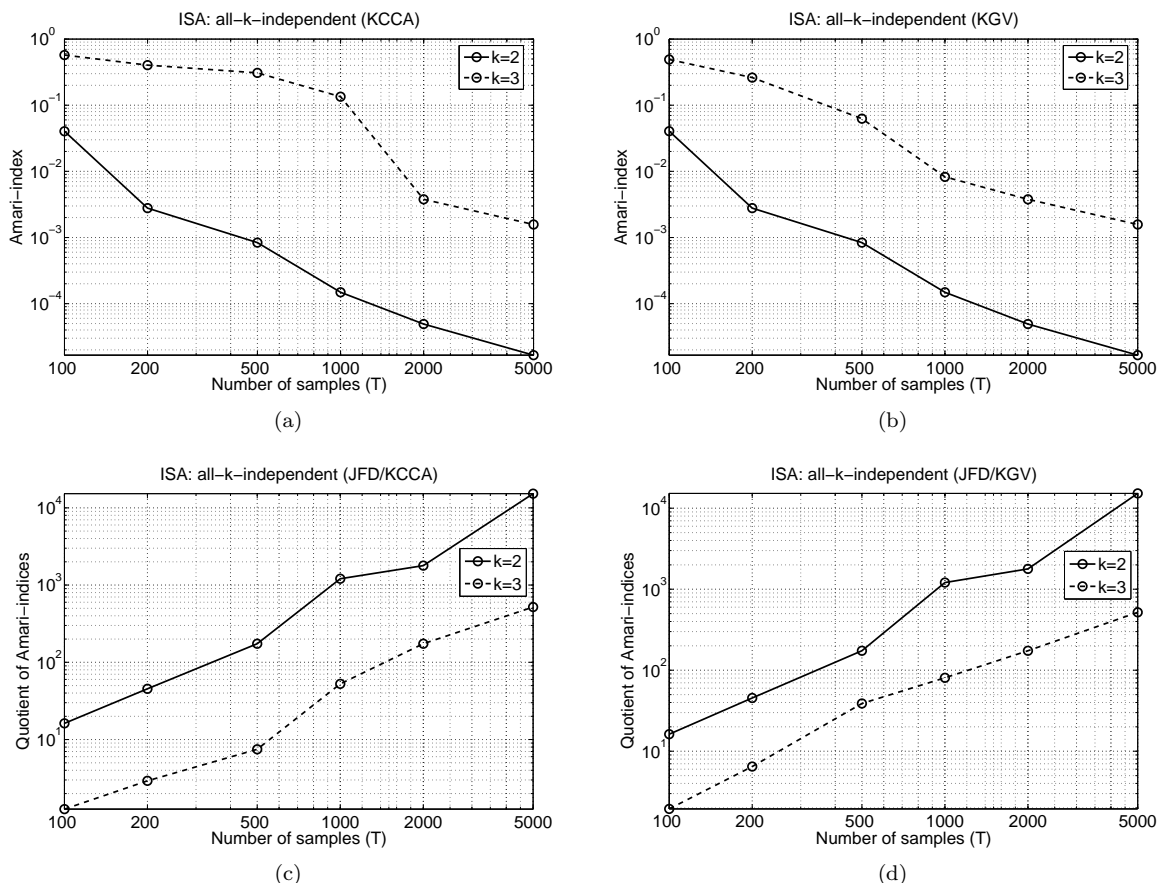 ISA: all-k-independent (KCCA)
10^0
10^-1
10^-2
10^-3
10^-4
Amari-index
k=2
k=3
100 200 500 1000 2000 5000
Number of samples (T)
(a)
ISA: all-k-independent (KGV)
10^0
10^-1
10^-2
10^-3
10^-4
Amari-index
k=2
k=3
100 200 500 1000 2000 5000
Number of samples (T)
(b)
ISA: all-k-independent (JFD/KCCA)
10^4
10^3
10^2
10^1
Quotient of Amari-indices
k=2
k=3
100 200 500 1000 2000 5000
Number of samples (T)
(c)
ISA: all-k-independent (JFD/KGV)
10^4
10^3
10^2
10^1
Quotient of Amari-indices
k=2
k=3
100 200 500 1000 2000 5000
Number of samples (T)
(d)